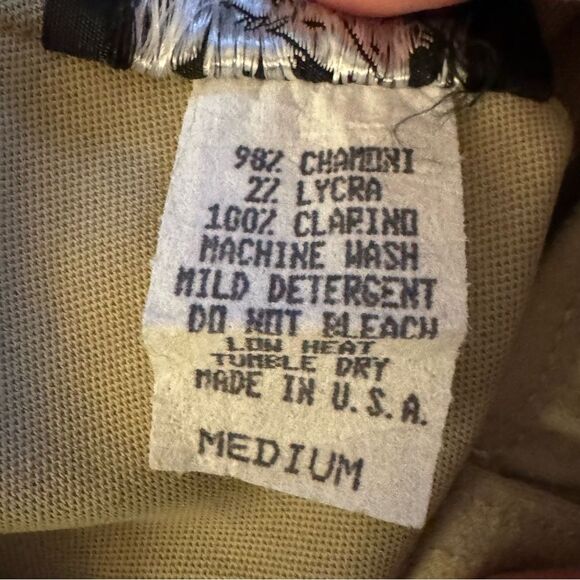 98% CHAMONI
2% LYCRA
100% CLARINO
MACHINE WASH
MILD DETERGENT
DO NOT BLEACH
LOW HEAT
TUMBLE DRY
MADE IN U.S.A.
MEDIUM